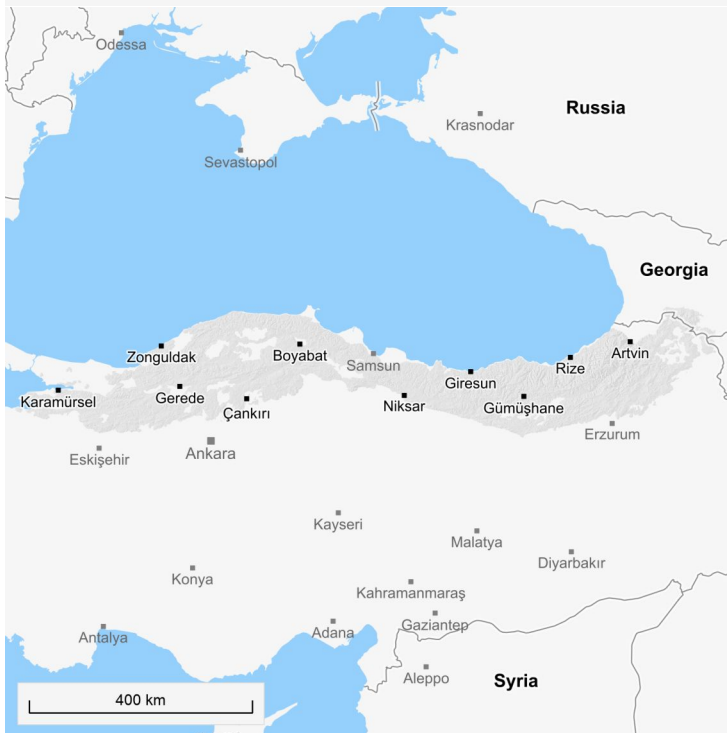 Odessa
Krasnodar
Russia
Sevastopol
Georgia
Zonguldak
Boyabat
Samsun
Rize
Artvin
Karamürsel
Gerede
Çankırı
Niksar
Giresun
Gümüşhane
Erzurum
Eskişehir
Ankara
Kayseri
Malatya
Diyarbakır
Konya
Kahramanmaraş
Gaziantep
Antalya
Adana
Aleppo
Syria
400 km